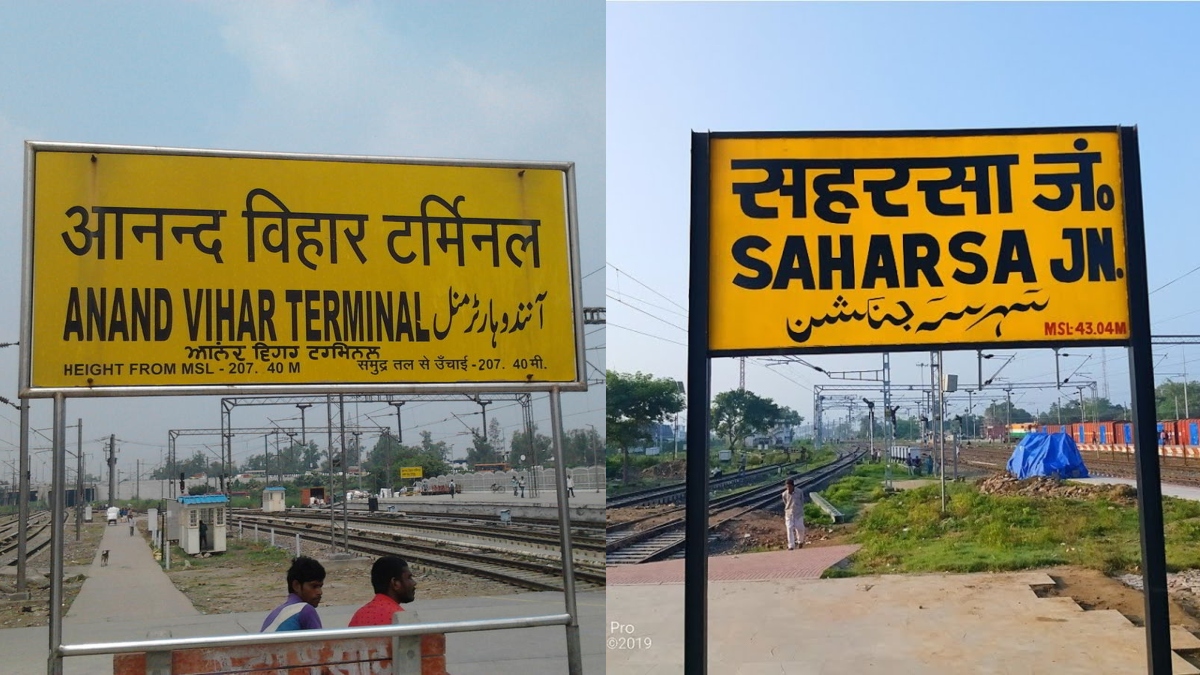 आनन्द विहार टर्मिनल
ANAND VIHAR TERMINAL آنند وہار ٹرمنل
ਆਨੰਦ ਵਿਹਾਰ ਟਰਮਿਨਲ
HEIGHT FROM MSL - 207. 40 M समुद्र तल से उँचाई - 207. 40 मी.
सहरसा जं०
SAHARSA JN.
سہرسہ جنکشن
MSL-43.04M
Pro
©2019